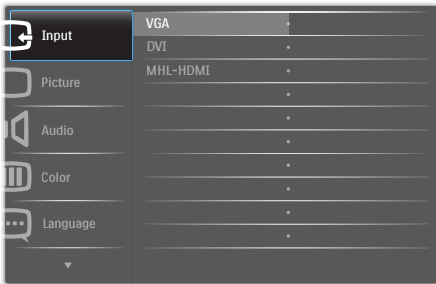 Input
Picture
Audio
Color
Language
VGA
DVI
MHL-HDMI